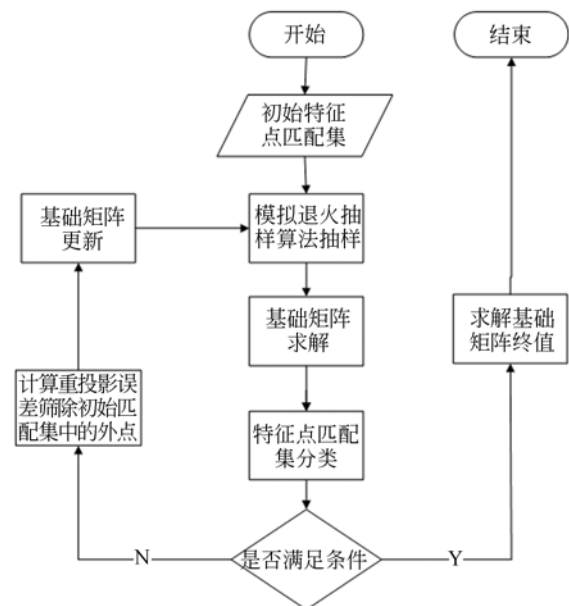 开始
结束
初始特征
点匹配集
基础矩阵
更新
模拟退火抽
样算法抽样
基础矩阵
求解
求解基础
矩阵终值
计算重投影误
差筛除初始匹
配集中的外点
特征点匹配
集分类
N
是否满足条件
Y